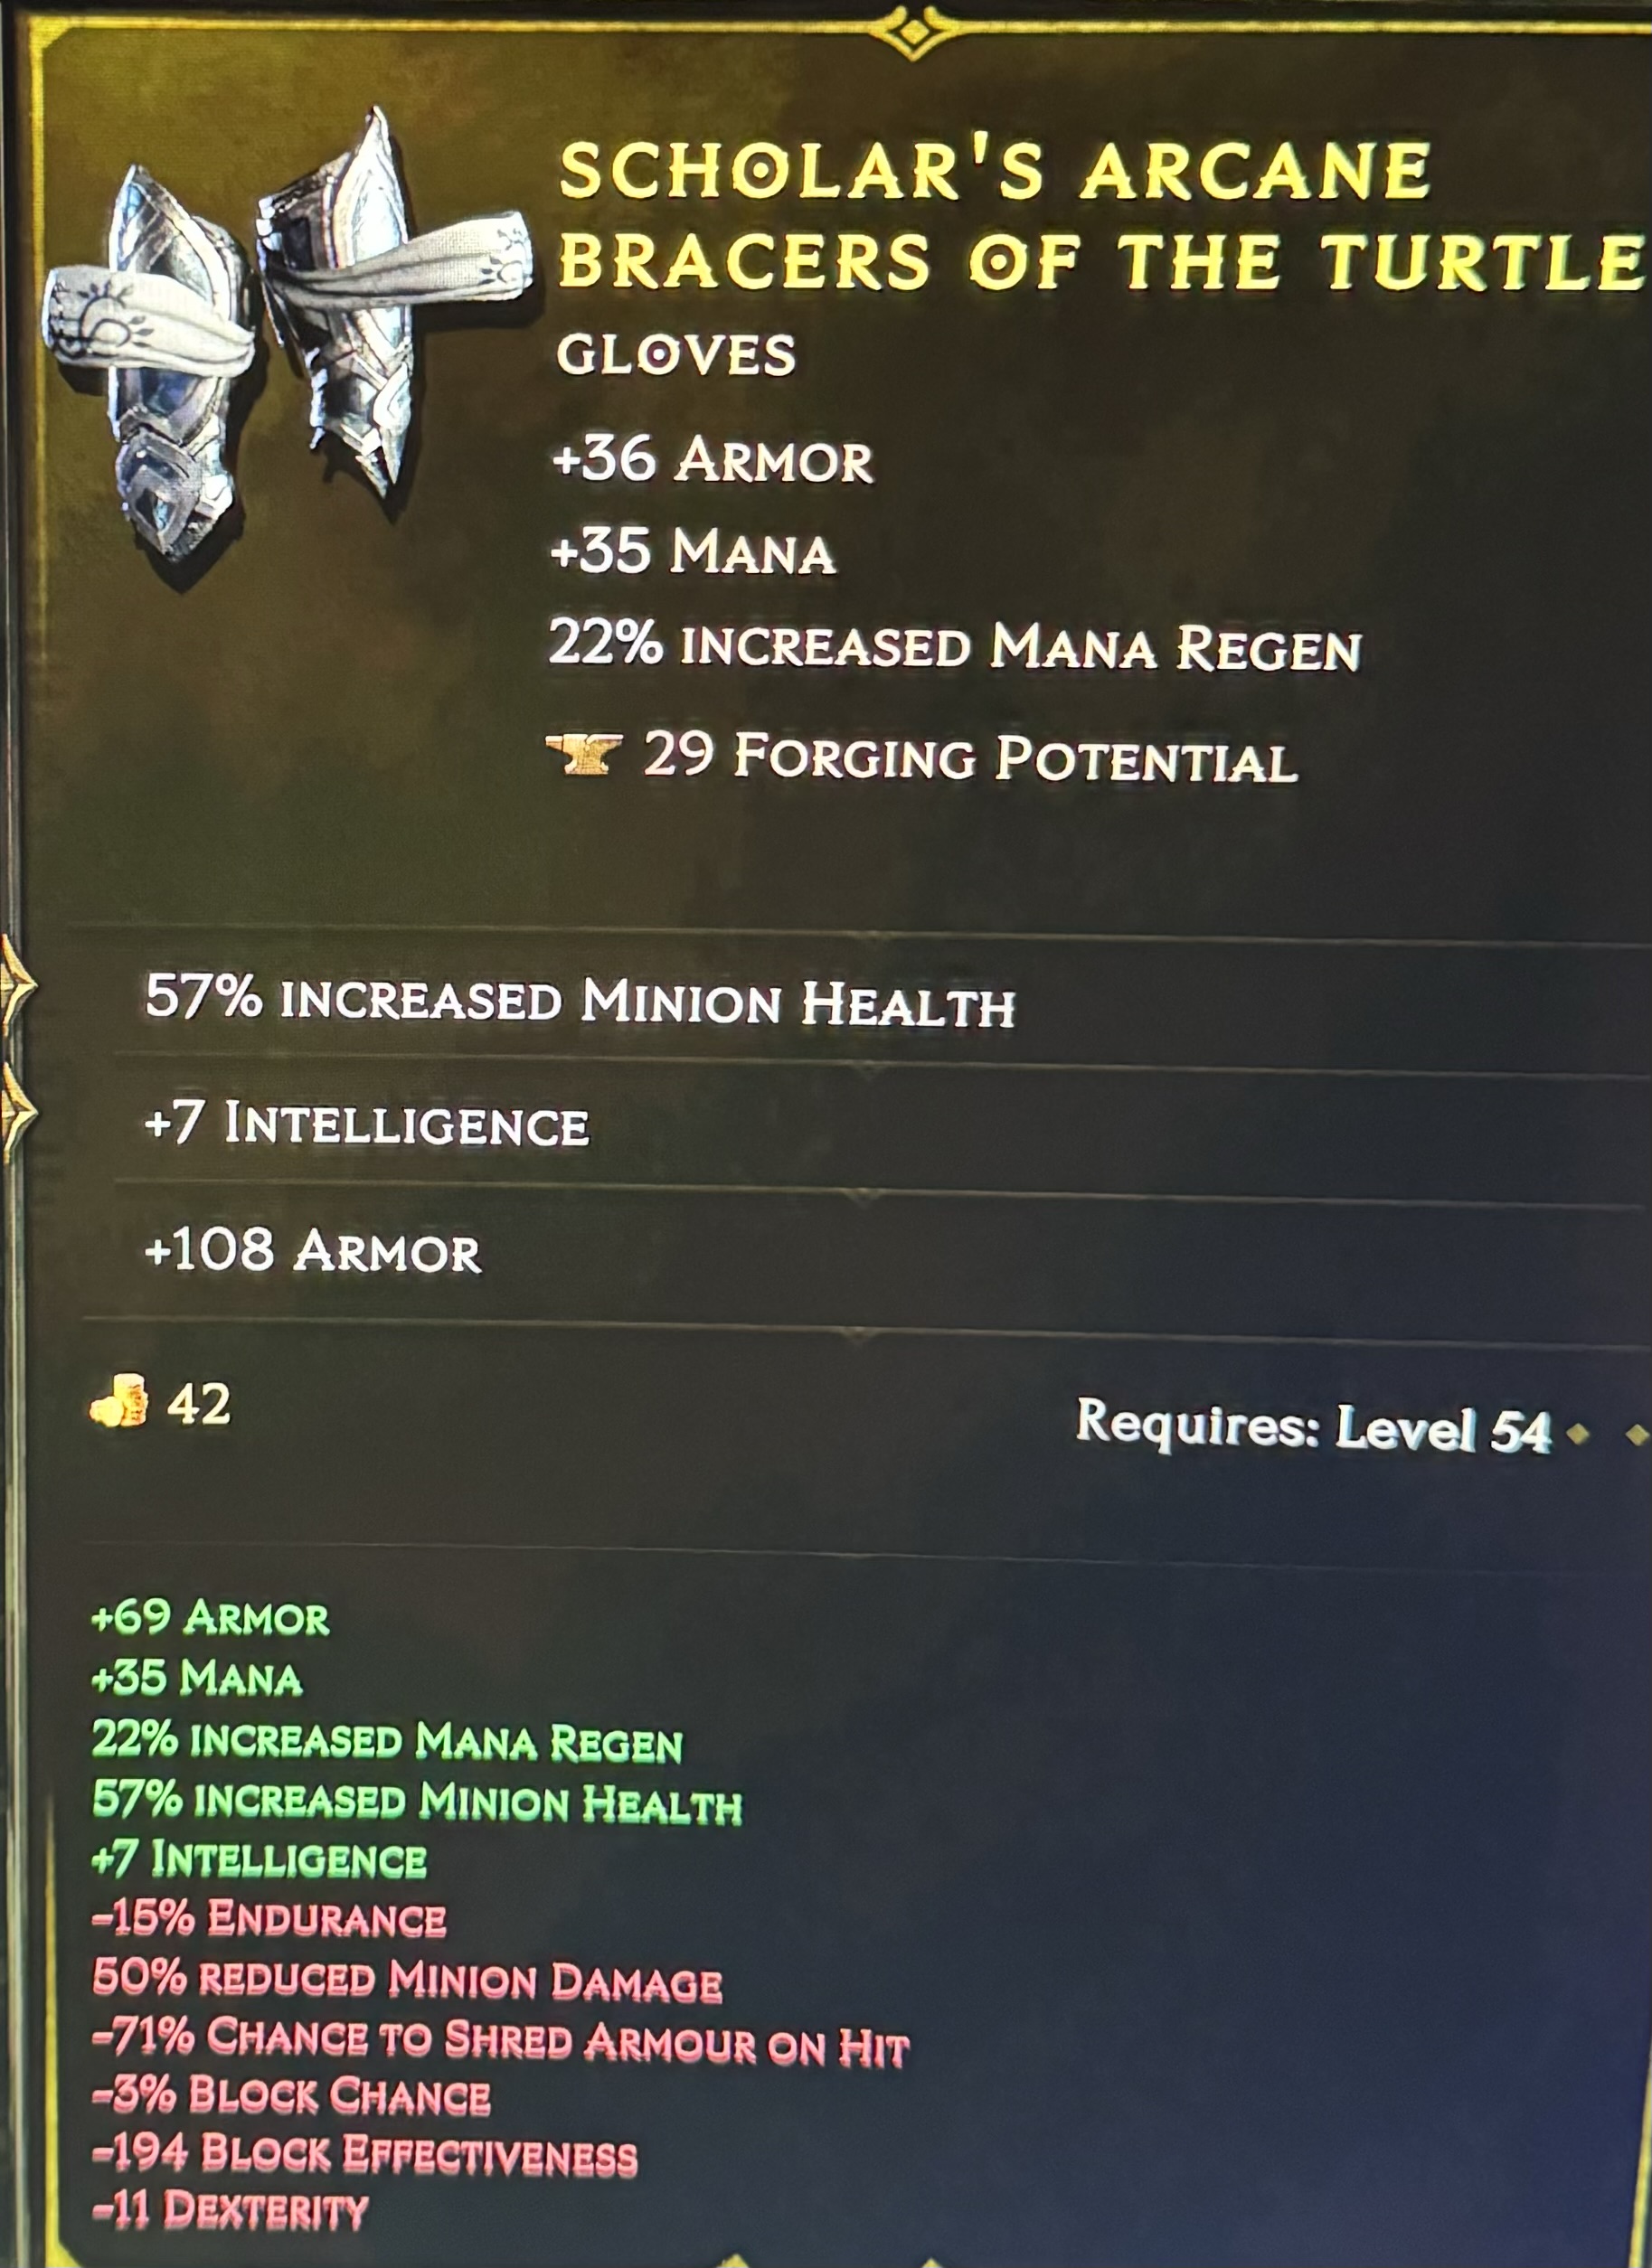 SCHOLAR'S ARCANE
BRACERS OF THE TURTLE
GLOVES
+36 ARMOR
+35 MANA
22% INCREASED MANA REGEN
29 FORGING POTENTIAL
57% INCREASED MINION HEALTH
+7 INTELLIGENCE
+108 ARMOR
42
Requires: Level 54
+69 ARMOR
+35 MANA
22% INCREASED MANA REGEN
57% INCREASED MINION HEALTH
+7 INTELLIGENCE
-15% ENDURANCE
50% REDUCED MINION DAMAGE
-71% CHANCE TO SHRED ARMOUR ON HIT
-3% BLOCK CHANCE
-194 BLOCK EFFECTIVENESS
-11 DEXTERITY